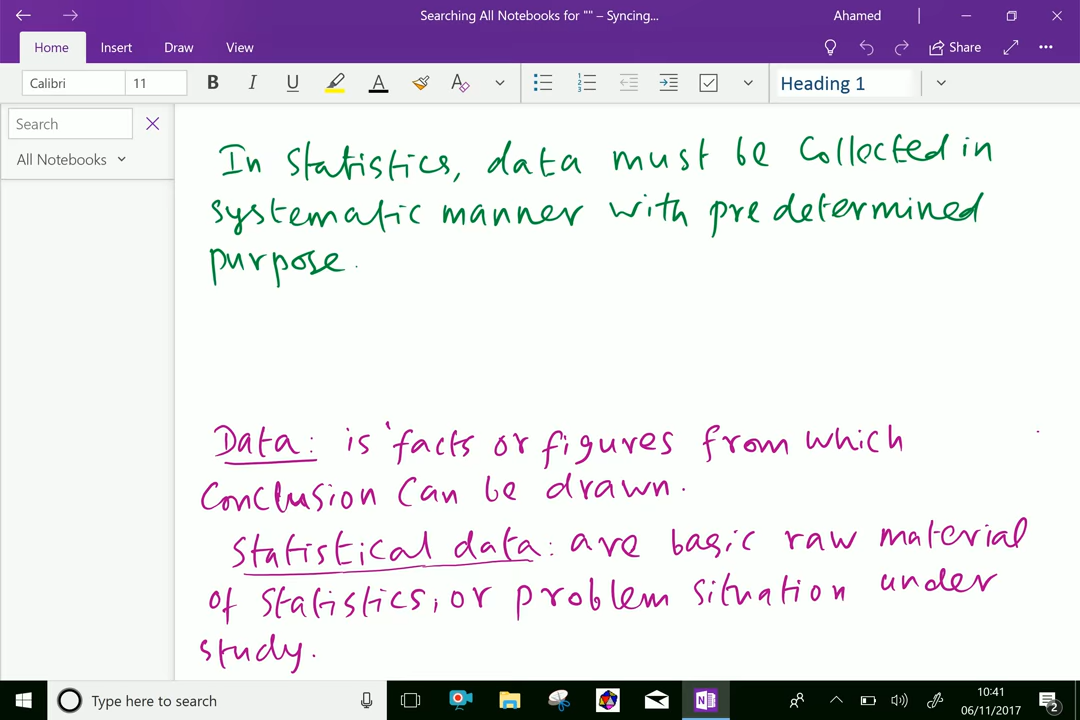 Searching All Notebooks for "" – Syncing...
Ahamed
Home Insert Draw View
Share
Calibri 11 B I U A A Heading 1
Search
All Notebooks
In statistics, data must be collected in
systematic manner with pre determined
purpose.
Data: is 'facts or figures from which
conclusion can be drawn.
Statistical data: are basic raw material
of statistics, or problem situation under
study.
Type here to search
N
10:41
06/11/2017
2